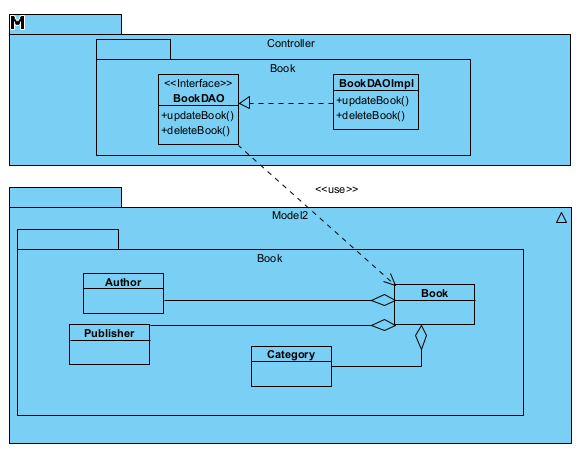 M
Controller
Book
<<Interface>>
BookDAO
+updateBook()
+deleteBook()
BookDAOImpl
+updateBook()
+deleteBook()
<<use>>
Model2
Book
Author
Book
Publisher
Category